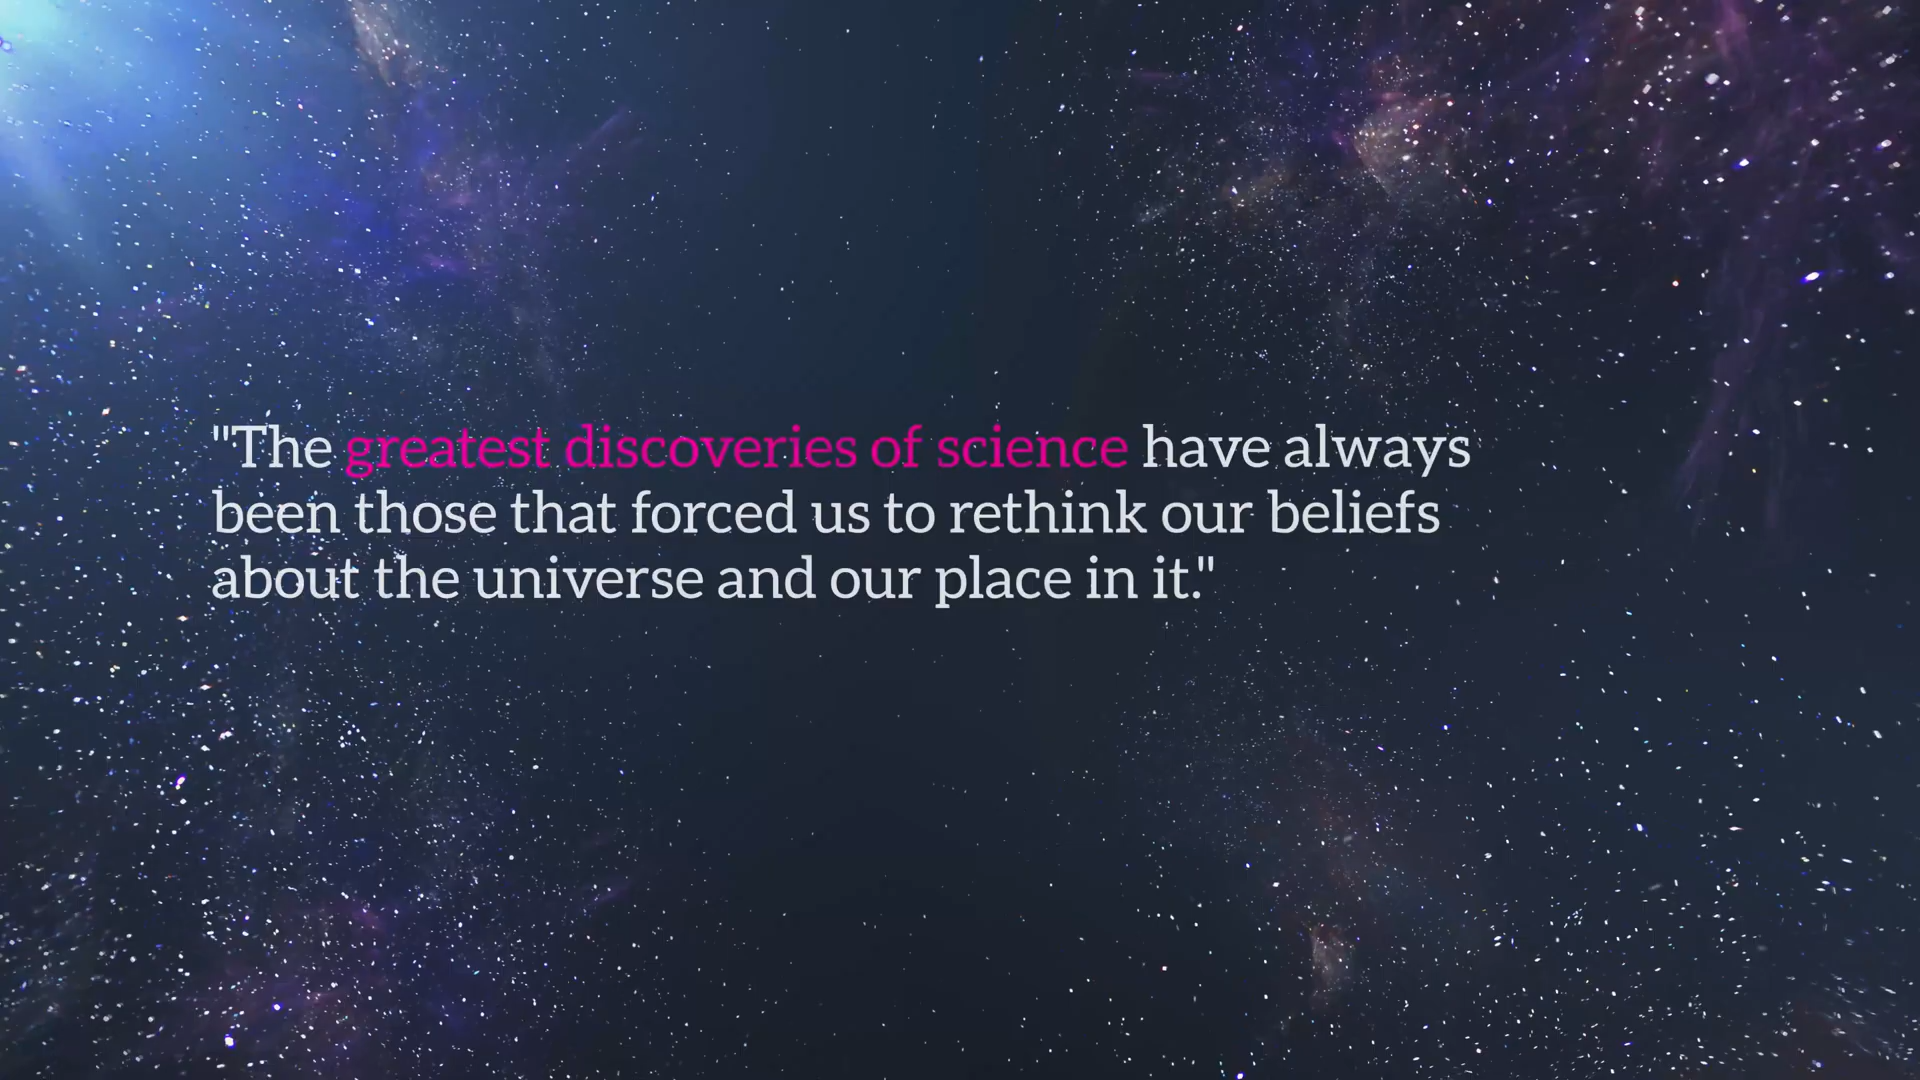 "The greatest discoveries of science have always
been those that forced us to rethink our beliefs
about the universe and our place in it."